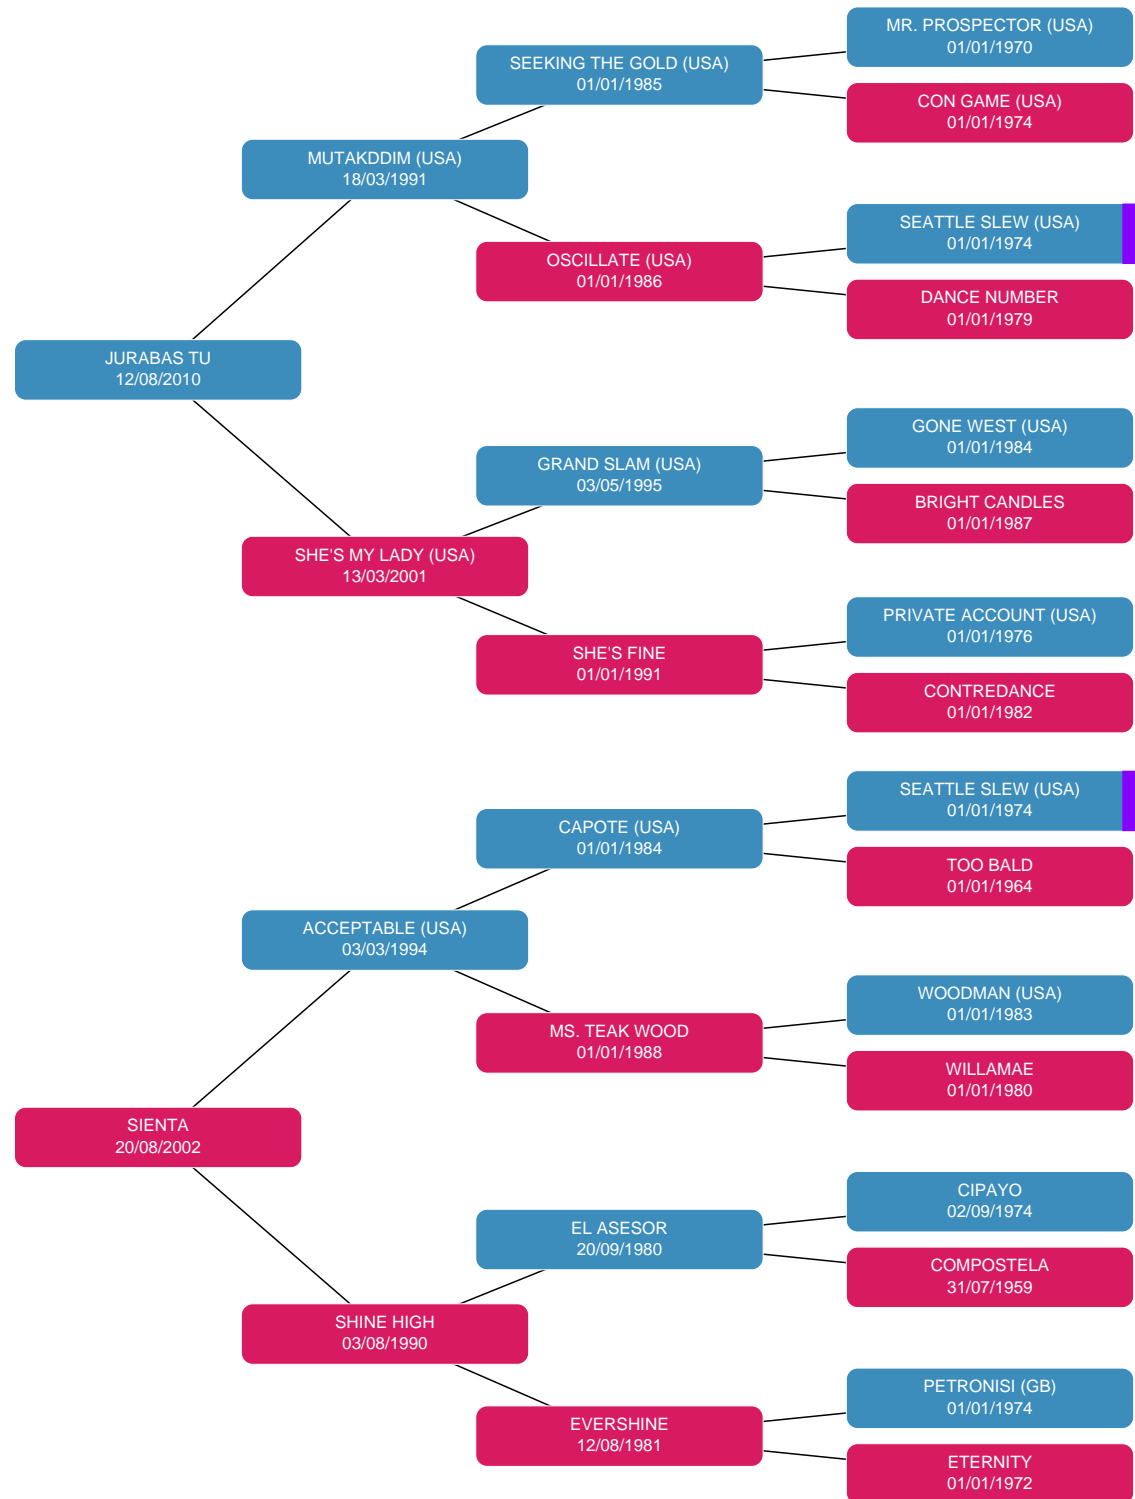 MR. PROSPECTOR (USA)
01/01/1970
SEEKING THE GOLD (USA)
01/01/1985
CON GAME (USA)
01/01/1974
MUTAKDDIM (USA)
18/03/1991
SEATTLE SLEW (USA)
01/01/1974
OSCILLATE (USA)
01/01/1986
DANCE NUMBER
01/01/1979
JURABAS TU
12/08/2010
GONE WEST (USA)
01/01/1984
GRAND SLAM (USA)
03/05/1995
BRIGHT CANDLES
01/01/1987
SHE'S MY LADY (USA)
13/03/2001
PRIVATE ACCOUNT (USA)
01/01/1976
SHE'S FINE
01/01/1991
CONTREDANCE
01/01/1982
SEATTLE SLEW (USA)
01/01/1974
CAPOTE (USA)
01/01/1984
TOO BALD
01/01/1964
ACCEPTABLE (USA)
03/03/1994
WOODMAN (USA)
01/01/1983
MS. TEAK WOOD
01/01/1988
WILLAMAE
01/01/1980
SIENTA
20/08/2002
CIPAYO
02/09/1974
EL ASESOR
20/09/1980
COMPOSTELA
31/07/1959
SHINE HIGH
03/08/1990
PETRONISI (GB)
01/01/1974
EVERSHINE
12/08/1981
ETERNITY
01/01/1972